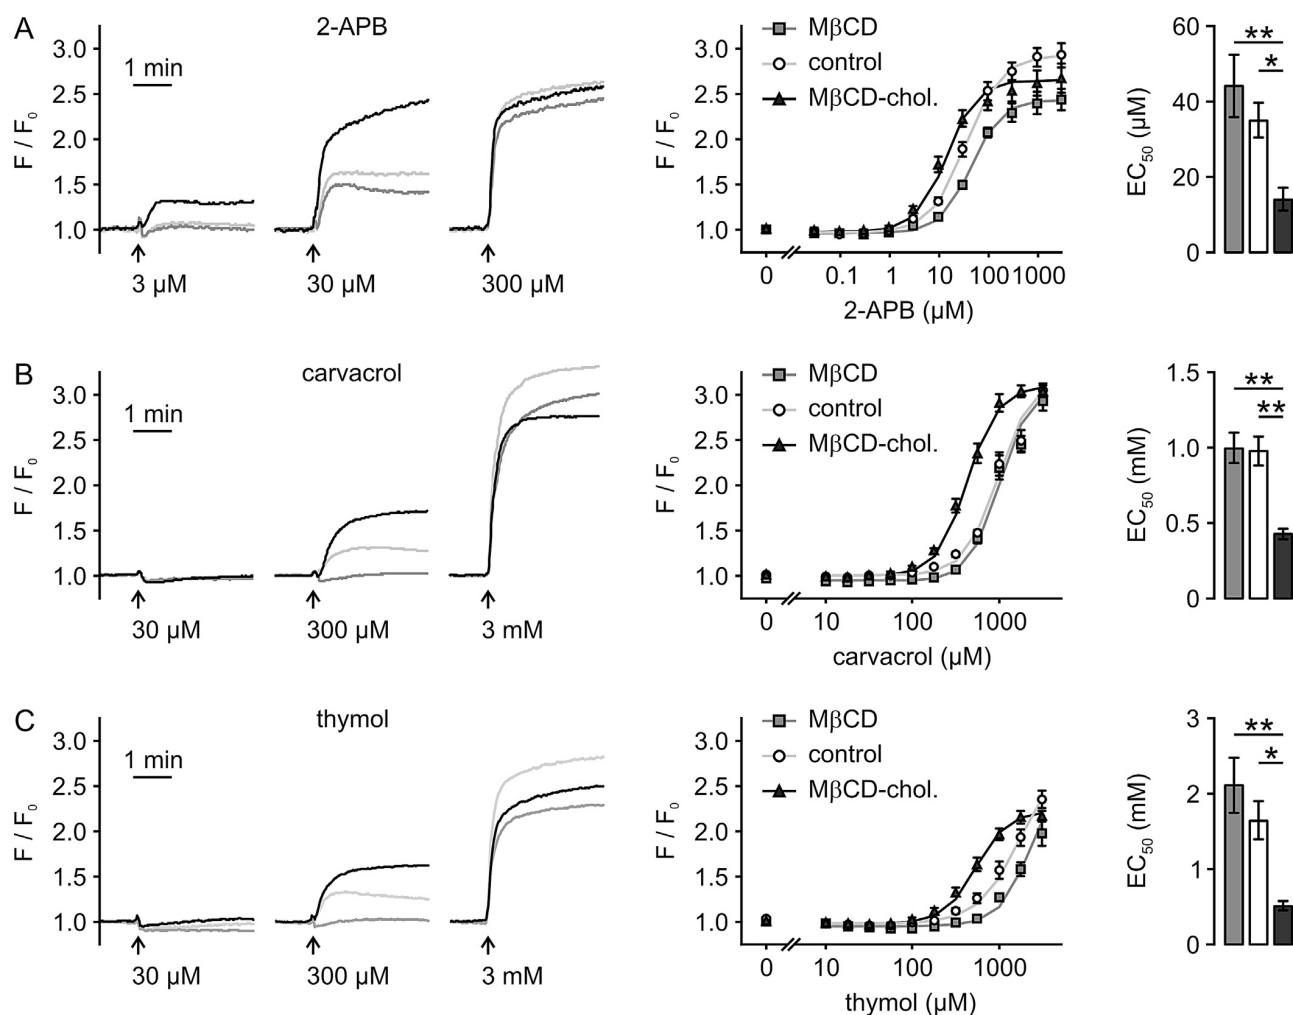 A
2-APB
1 min
F / F0
3.0
2.5
2.0
1.5
1.0
3 µM
30 µM
300 µM
F / F0
3.0
2.5
2.0
1.5
1.0
MβCD
control
MβCD-chol.
0 0.1 1 10 100 1000
2-APB (µM)
EC50 (µM)
60
40
20
0
**
*
B
carvacrol
1 min
F / F0
3.0
2.5
2.0
1.5
1.0
30 µM
300 µM
3 mM
F / F0
3.0
2.5
2.0
1.5
1.0
MβCD
control
MβCD-chol.
0 10 100 1000
carvacrol (µM)
EC50 (mM)
1.5
1.0
0.5
0
**
**
C
thymol
1 min
F / F0
3.0
2.5
2.0
1.5
1.0
30 µM
300 µM
3 mM
F / F0
3.0
2.5
2.0
1.5
1.0
MβCD
control
MβCD-chol.
0 10 100 1000
thymol (µM)
EC50 (mM)
3
2
1
0
**
*